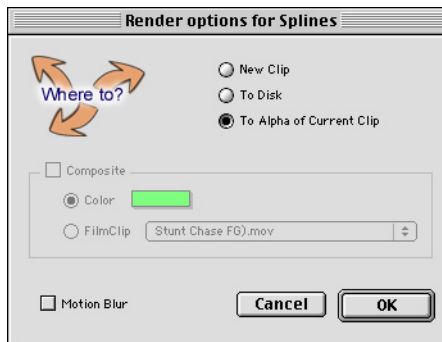 Render options for Splines
Where to?
New Clip
To Disk
To Alpha of Current Clip
Composite
Color
FilmClip
Stunt Chase FG).mov
Motion Blur
Cancel
OK